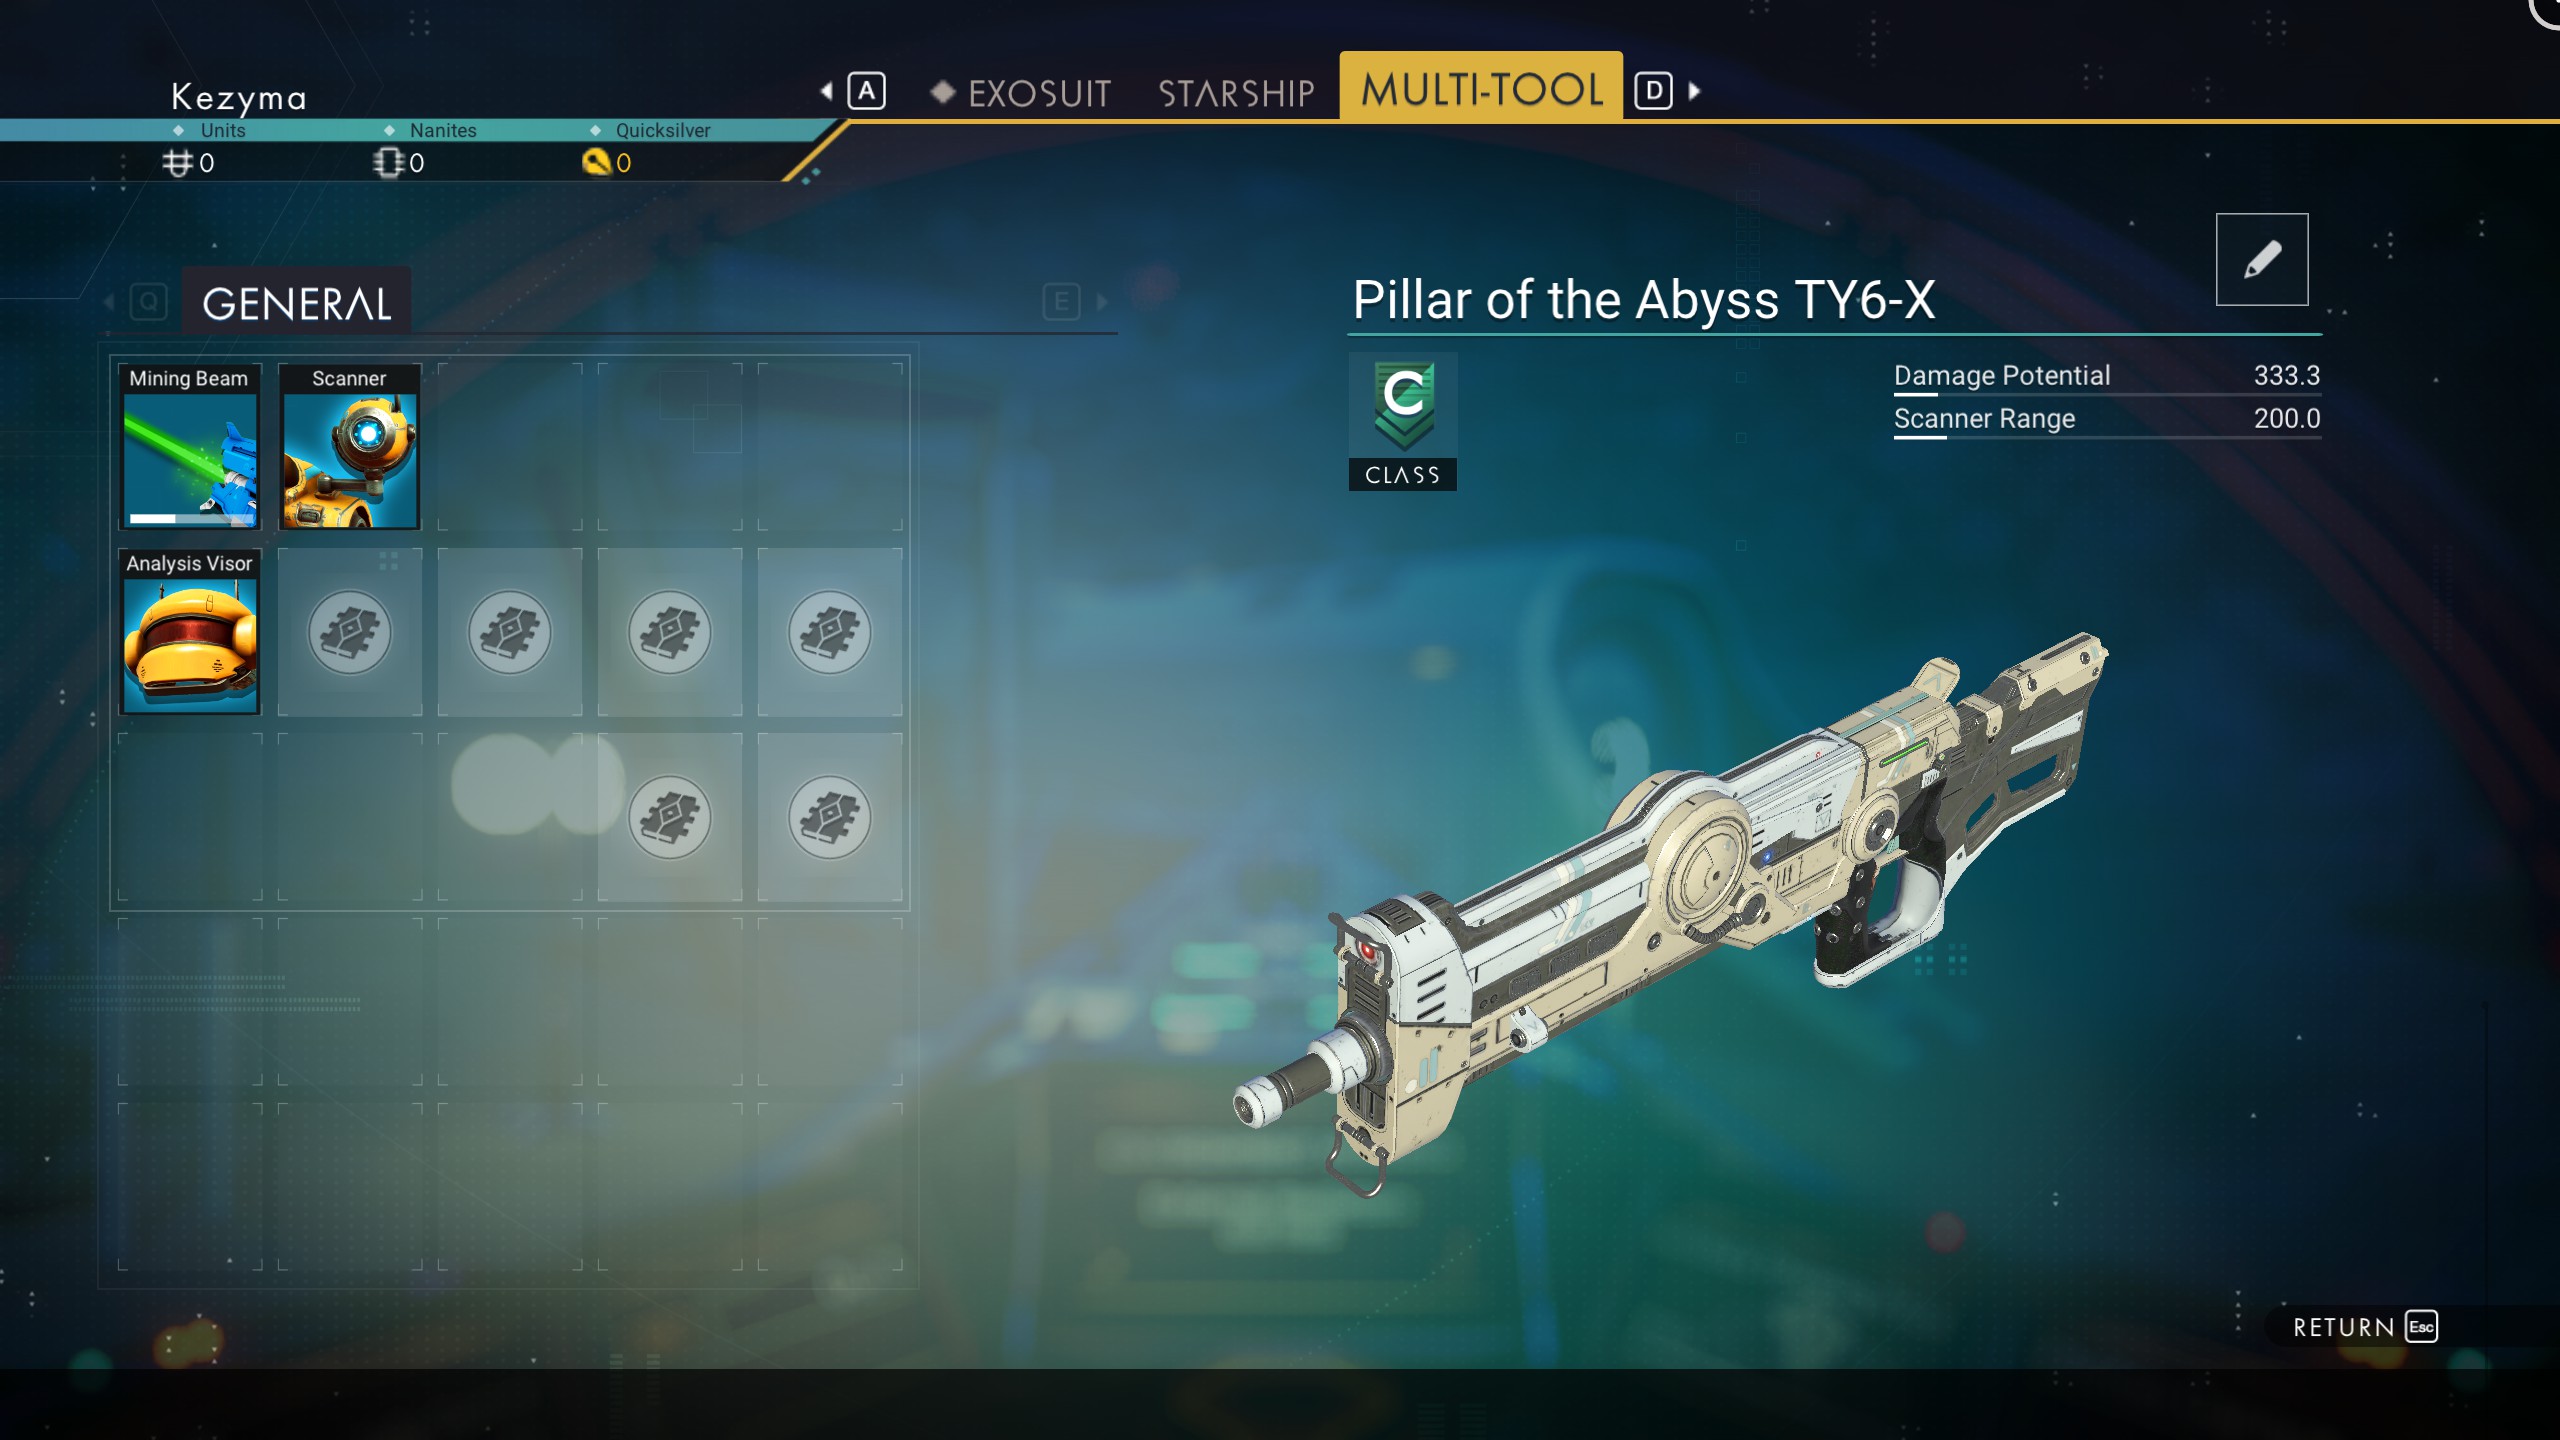 Kezyma
Units Nanites Quicksilver
0 0 0
A EXOSUIT STARSHIP MULTI-TOOL D
Q GENERAL E
Pillar of the Abyss TY6-X
C
CLASS
Damage Potential 333.3
Scanner Range 200.0
Mining Beam Scanner
Analysis Visor
RETURN Esc